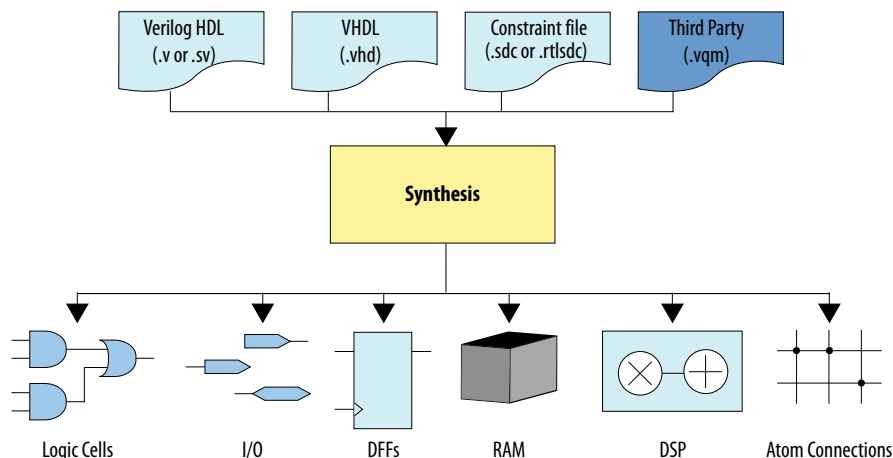 Verilog HDL
(.v or .sv)
VHDL
(.vhd)
Constraint file
(.sdc or .rtlsdc)
Third Party
(.vqm)
Synthesis
Logic Cells
I/O
DFFs
RAM
DSP
Atom Connections